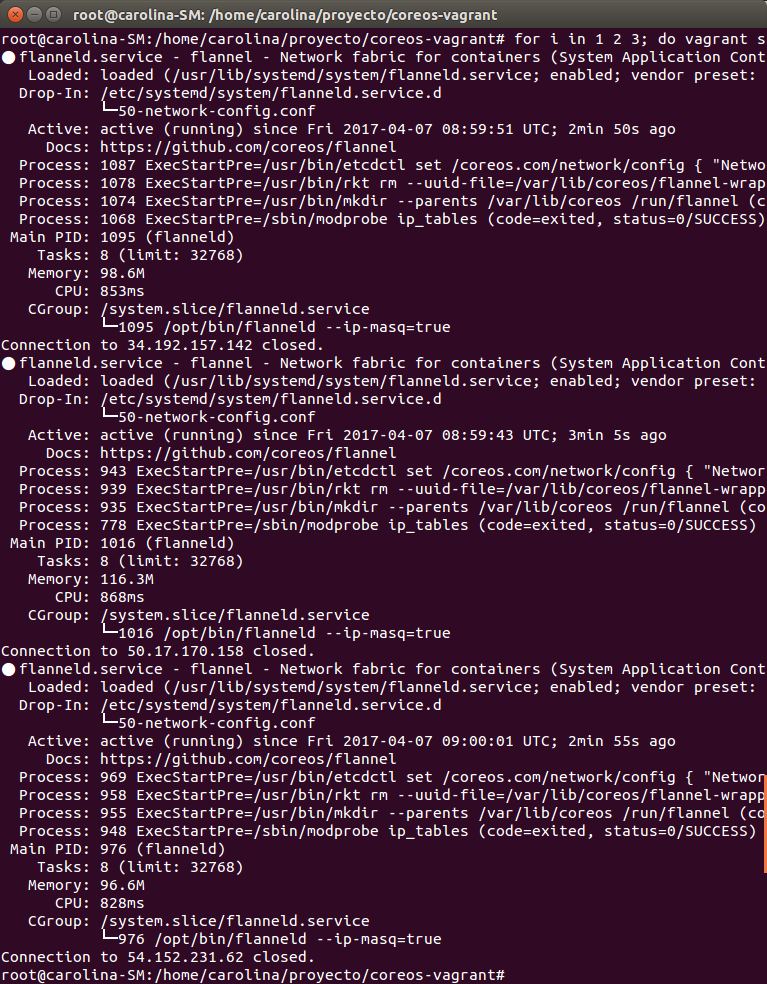 root@carolina-SM: /home/carolina/proyecto/coreos-vagrant
root@carolina-SM:/home/carolina/proyecto/coreos-vagrant# for i in 1 2 3; do vagrant s
● flanneld.service - flannel - Network fabric for containers (System Application Cont
   Loaded: loaded (/usr/lib/systemd/system/flanneld.service; enabled; vendor preset:
  Drop-In: /etc/systemd/system/flanneld.service.d
           └─50-network-config.conf
   Active: active (running) since Fri 2017-04-07 08:59:51 UTC; 2min 50s ago
     Docs: https://github.com/coreos/flannel
  Process: 1087 ExecStartPre=/usr/bin/etcdctl set /coreos.com/network/config { "Netwo
  Process: 1078 ExecStartPre=/usr/bin/rkt rm --uuid-file=/var/lib/coreos/flannel-wrap
  Process: 1074 ExecStartPre=/usr/bin/mkdir --parents /var/lib/coreos /run/flannel (c
  Process: 1068 ExecStartPre=/sbin/modprobe ip_tables (code=exited, status=0/SUCCESS)
 Main PID: 1095 (flanneld)
    Tasks: 8 (limit: 32768)
   Memory: 98.6M
      CPU: 853ms
   CGroup: /system.slice/flanneld.service
           └─1095 /opt/bin/flanneld --ip-masq=true
Connection to 34.192.157.142 closed.
● flanneld.service - flannel - Network fabric for containers (System Application Cont
   Loaded: loaded (/usr/lib/systemd/system/flanneld.service; enabled; vendor preset:
  Drop-In: /etc/systemd/system/flanneld.service.d
           └─50-network-config.conf
   Active: active (running) since Fri 2017-04-07 08:59:43 UTC; 3min 5s ago
     Docs: https://github.com/coreos/flannel
  Process: 943 ExecStartPre=/usr/bin/etcdctl set /coreos.com/network/config { "Networ
  Process: 939 ExecStartPre=/usr/bin/rkt rm --uuid-file=/var/lib/coreos/flannel-wrapp
  Process: 935 ExecStartPre=/usr/bin/mkdir --parents /var/lib/coreos /run/flannel (co
  Process: 778 ExecStartPre=/sbin/modprobe ip_tables (code=exited, status=0/SUCCESS)
 Main PID: 1016 (flanneld)
    Tasks: 8 (limit: 32768)
   Memory: 116.3M
      CPU: 868ms
   CGroup: /system.slice/flanneld.service
           └─1016 /opt/bin/flanneld --ip-masq=true
Connection to 50.17.170.158 closed.
● flanneld.service - flannel - Network fabric for containers (System Application Cont
   Loaded: loaded (/usr/lib/systemd/system/flanneld.service; enabled; vendor preset:
  Drop-In: /etc/systemd/system/flanneld.service.d
           └─50-network-config.conf
   Active: active (running) since Fri 2017-04-07 09:00:01 UTC; 2min 55s ago
     Docs: https://github.com/coreos/flannel
  Process: 969 ExecStartPre=/usr/bin/etcdctl set /coreos.com/network/config { "Networ
  Process: 958 ExecStartPre=/usr/bin/rkt rm --uuid-file=/var/lib/coreos/flannel-wrapp
  Process: 955 ExecStartPre=/usr/bin/mkdir --parents /var/lib/coreos /run/flannel (co
  Process: 948 ExecStartPre=/sbin/modprobe ip_tables (code=exited, status=0/SUCCESS)
 Main PID: 976 (flanneld)
    Tasks: 8 (limit: 32768)
   Memory: 96.6M
      CPU: 828ms
   CGroup: /system.slice/flanneld.service
           └─976 /opt/bin/flanneld --ip-masq=true
Connection to 54.152.231.62 closed.
root@carolina-SM:/home/carolina/proyecto/coreos-vagrant#